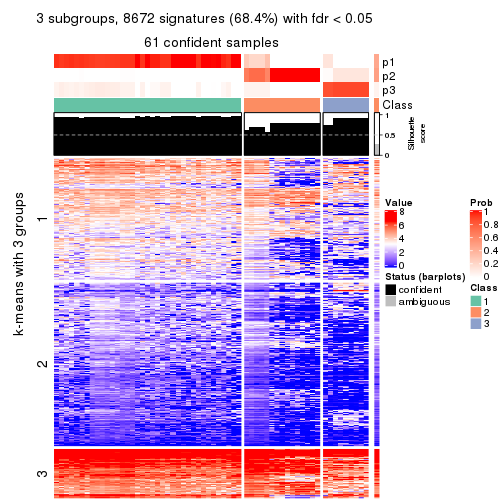 3 subgroups, 8672 signatures (68.4%) with fdr < 0.05
61 confident samples
p1
p2
p3
Class
1
0.5
0
Silhouette
score
k-means with 3 groups
1
2
3
Value
8
6
4
2
0
Status (barplots)
confident
ambiguous
Prob
1
0.8
0.6
0.4
0.2
0
Class
1
2
3